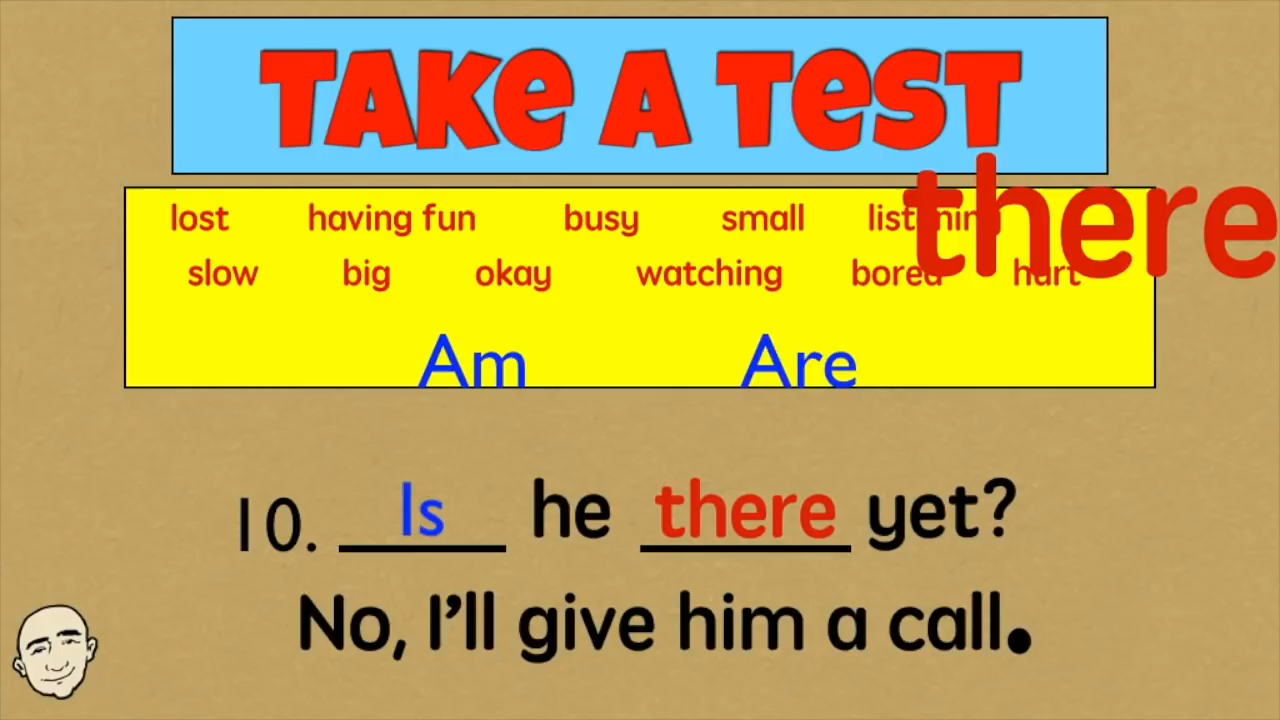 TAKE A TEST
lost having fun busy small listening there
slow big okay watching bored hurt
Am Are
10. Is he there yet?
No, I'll give him a call.